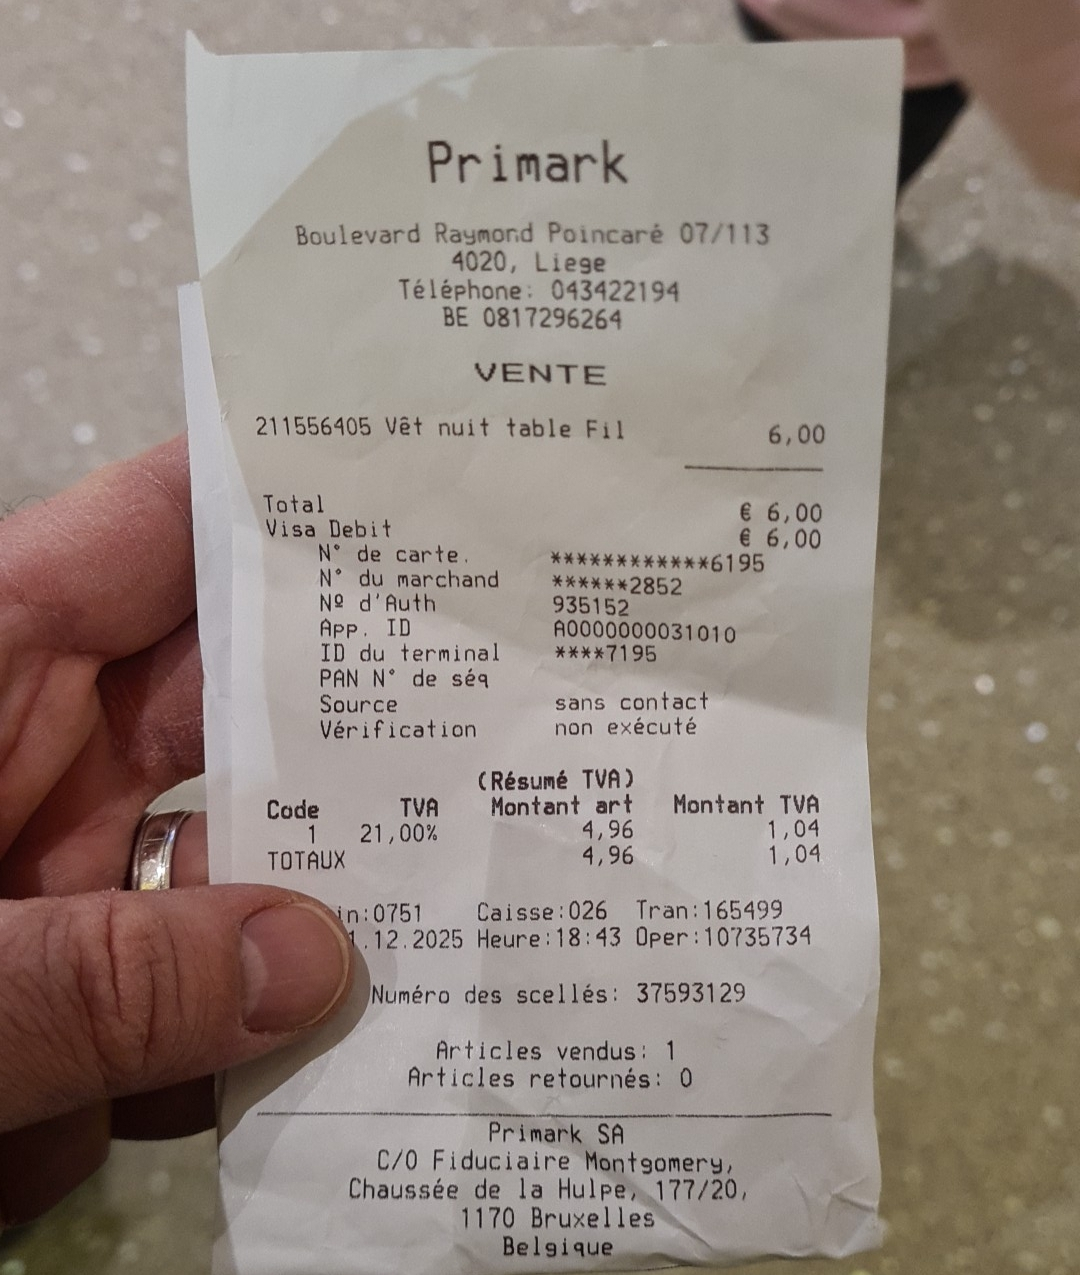 Primark
Boulevard Raymond Poincaré 07/113
4020, Liege
Téléphone: 043422194
BE 0817296264
VENTE
211556405 Vêt nuit table Fil 6,00
Total € 6,00
Visa Debit € 6,00
N° de carte. ************6195
N° du marchand ******2852
Nº d'Auth 935152
App. ID A0000000031010
ID du terminal ****7195
PAN N° de séq
Source sans contact
Vérification non exécuté
(Résumé TVA)
Code TVA Montant art Montant TVA
1 21,00% 4,96 1,04
TOTAUX 4,96 1,04
in:0751 Caisse:026 Tran:165499
1.12.2025 Heure:18:43 Oper:10735734
Numéro des scellés: 37593129
Articles vendus: 1
Articles retournés: 0
Primark SA
C/O Fiduciaire Montgomery,
Chaussée de la Hulpe, 177/20,
1170 Bruxelles
Belgique